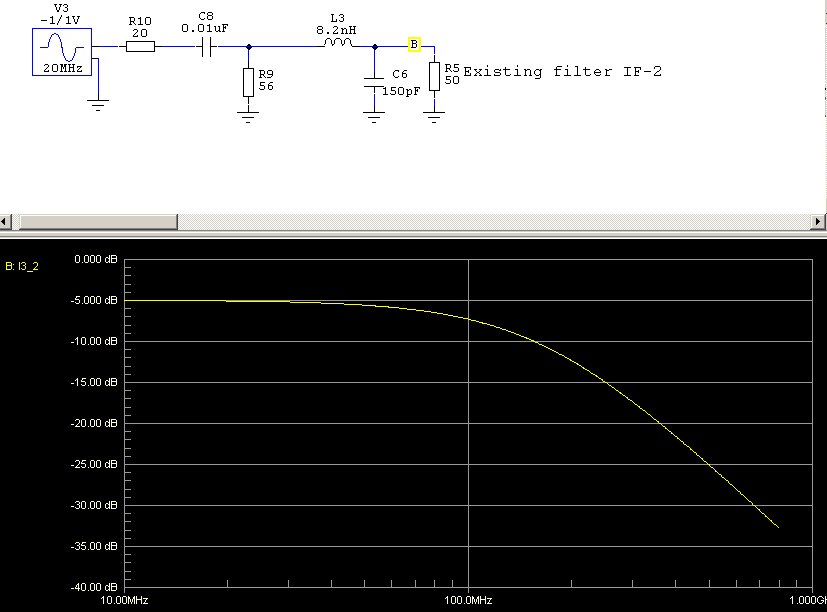 V3
-1/1V
20MHz
R10
20
C8
0.01uF
R9
56
L3
8.2nH
C6
150pF
B
R5
50
Existing filter IF-2
B: I3_2
0.000 dB
-5.000 dB
-10.00 dB
-15.00 dB
-20.00 dB
-25.00 dB
-30.00 dB
-35.00 dB
-40.00 dB
10.00MHz
100.0MHz
1.000GH